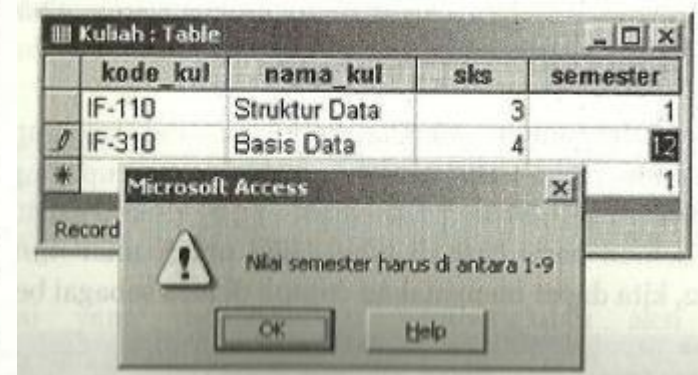 Kuliah : Table
kode_kul nama_kul sks semester
IF-110 Struktur Data 3 1
IF-310 Basis Data 4 12
1
Microsoft Access
Record
Nilai semester harus di antara 1-9
OK Help